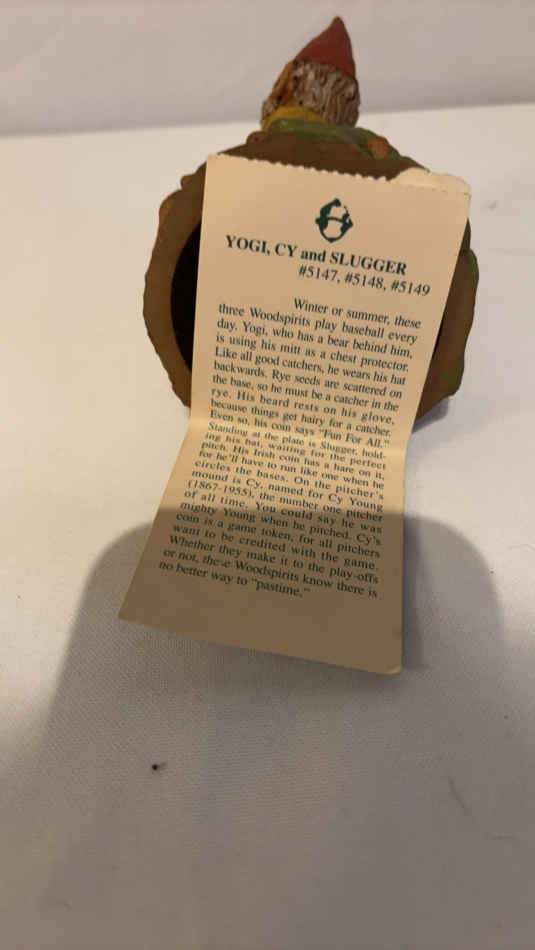 YOGI, CY and SLUGGER
#5147, #5148, #5149
Winter or summer, these
three Woodspirits play baseball every
day. Yogi, who has a bear behind him,
is using his mitt as a chest protector.
Like all good catchers, he wears his hat
backwards. Rye seeds are scattered on
the base, so he must be a catcher in the
rye. His beard rests on his glove,
because things get hairy for a catcher.
Even so, his coin says "Fun For All."
Standing at the plate is Slugger, hold-
ing his bat, waiting for the perfect
pitch. His Irish coin has a hare on it,
for he'll have to run like one when he
circles the bases. On the pitcher's
mound is Cy, named for Cy Young
(1867-1955), the number one pitcher
of all time. You could say he was
mighty Young when he pitched. Cy's
coin is a game token, for all pitchers
want to be credited with the game.
Whether they make it to the play-offs
or not, these Woodspirits know there is
no better way to "pastime."